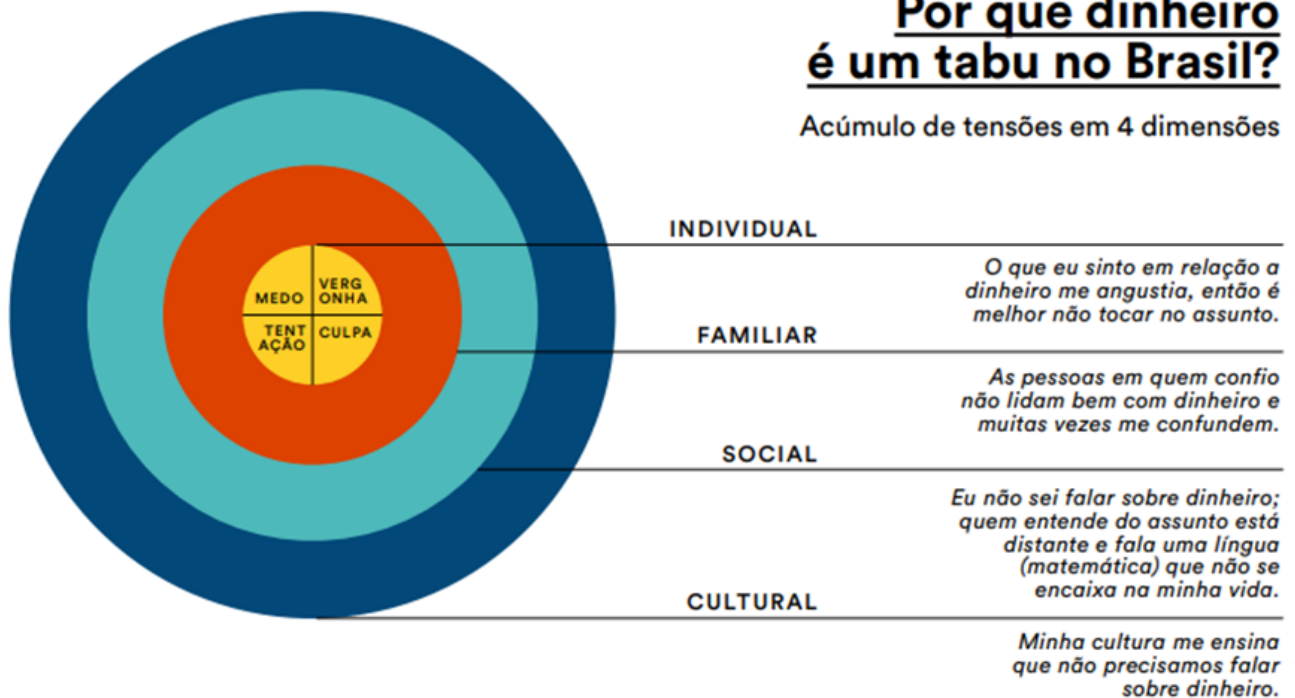 Por que dinheiro
é um tabu no Brasil?
Acúmulo de tensões em 4 dimensões
MEDO
VERG
ONHA
TENT
AÇÃO
CULPA
INDIVIDUAL
O que eu sinto em relação a
dinheiro me angustia, então é
melhor não tocar no assunto.
FAMILIAR
As pessoas em quem confio
não lidam bem com dinheiro e
muitas vezes me confundem.
SOCIAL
Eu não sei falar sobre dinheiro;
quem entende do assunto está
distante e fala uma língua
(matemática) que não se
encaixa na minha vida.
CULTURAL
Minha cultura me ensina
que não precisamos falar
sobre dinheiro.